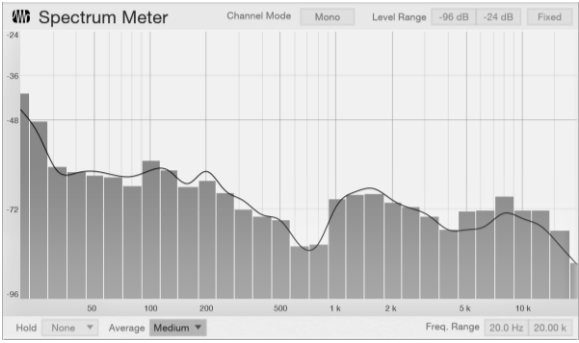 Spectrum Meter Channel Mode Mono Level Range -96 dB -24 dB Fixed
-24
-36
-48
-72
-96
50 100 200 500 1 k 2 k 5 k 10 k
Hold None Average Medium Freq. Range 20.0 Hz 20.00 k